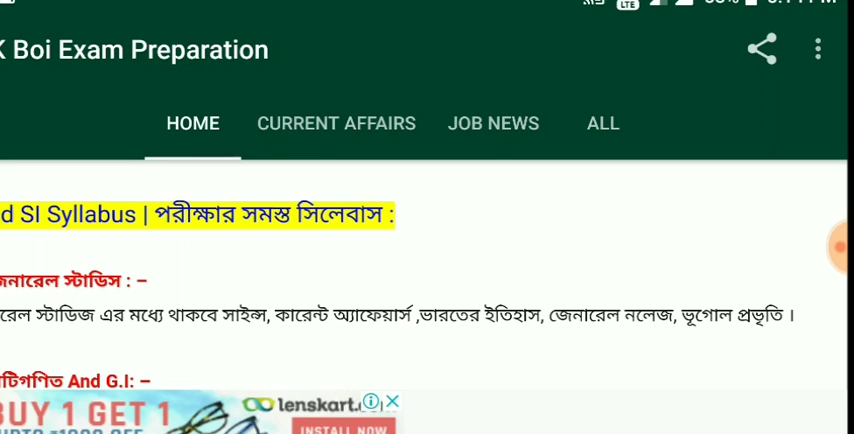 LTE
K Boi Exam Preparation
HOME CURRENT AFFAIRS JOB NEWS ALL
d SI Syllabus | পরীক্ষার সমস্ত সিলেবাস :
জেনারেল স্টাডিস : –
রেল স্টাডিজ এর মধ্যে থাকবে সাইন্স, কারেন্ট অ্যাফেয়ার্স ,ভারতের ইতিহাস, জেনারেল নলেজ, ভূগোল প্রভৃতি ।
টিগণিত And G.I: –
BUY 1 GET 1
lenskart.
INSTALL NOW